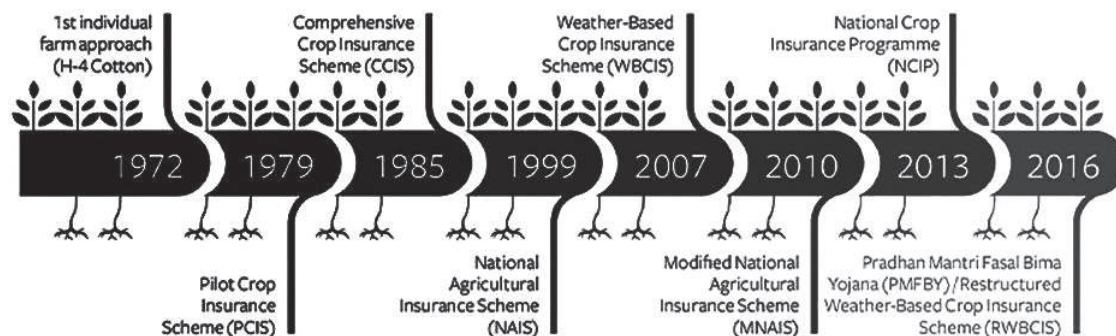 1st individual
farm approach
(H-4 Cotton)
Comprehensive
Crop Insurance
Scheme (CCIS)
Weather-Based
Crop Insurance
Scheme (WBCIS)
National Crop
Insurance Programme
(NCIP)
1972
1979
1985
1999
2007
2010
2013
2016
Pilot Crop
Insurance
Scheme (PCIS)
National
Agricultural
Insurance Scheme
(NAIS)
Modified National
Agricultural
Insurance Scheme
(MNAIS)
Pradhan Mantri Fasal Bima
Yojana (PMFBY)/Restructured
Weather-Based Crop Insurance
Scheme (RWBCIS)